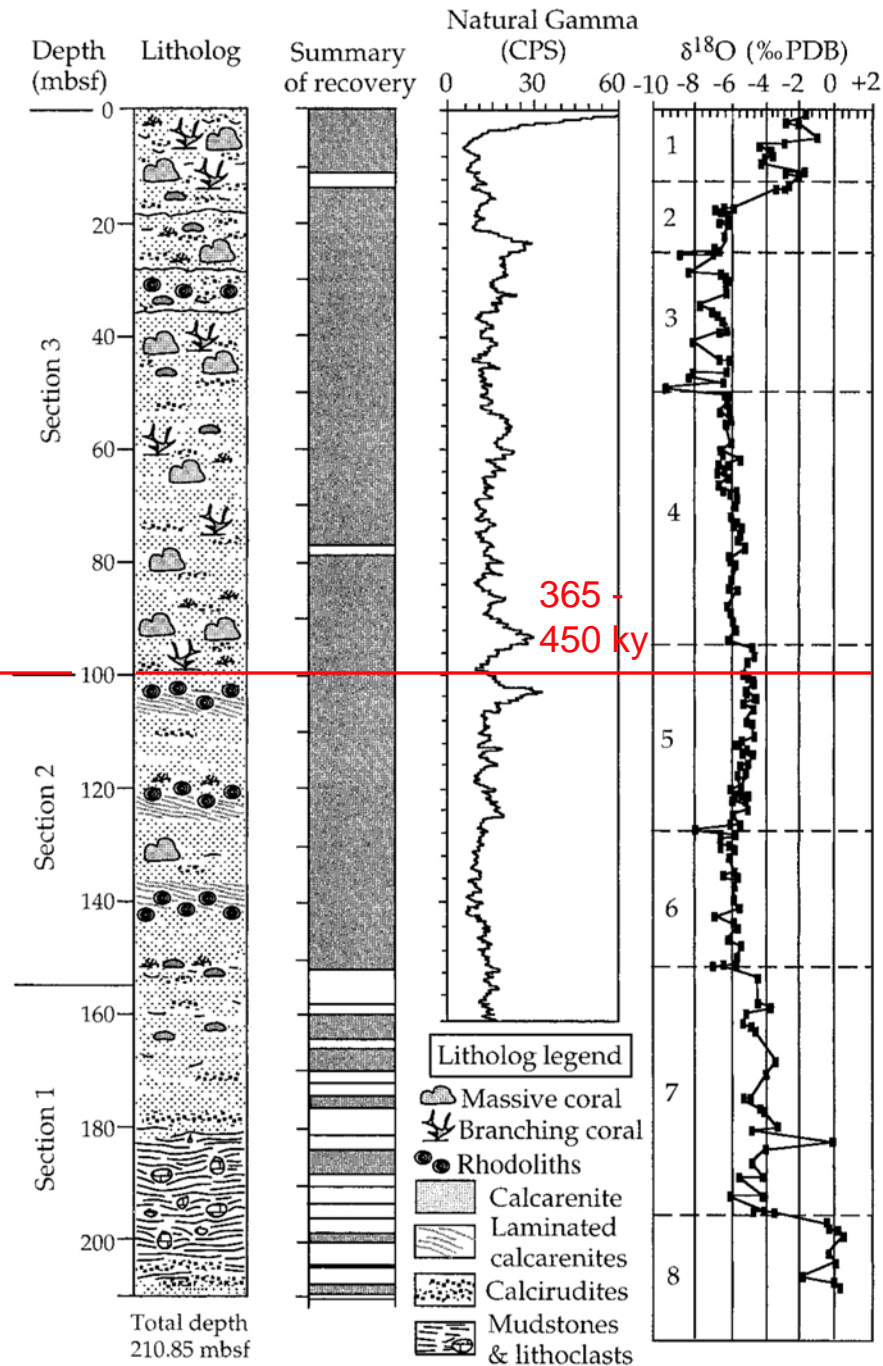 Natural Gamma
Depth Litholog Summary (CPS) δ18O (‰ PDB)
(mbsf) of recovery 0 30 60 -10 -8 -6 -4 -2 0 +2
0
1
20
2
3
40
Section 3
60
4
80
365 -
450 ky
100
5
120
Section 2
140
6
160
Litholog legend
Massive coral
7
180
Branching coral
Section 1
Rhodoliths
Calcarenite
Laminated
calcarenites
200
8
Calcirudites
Total depth
210.85 mbsf
Mudstones
& lithoclasts